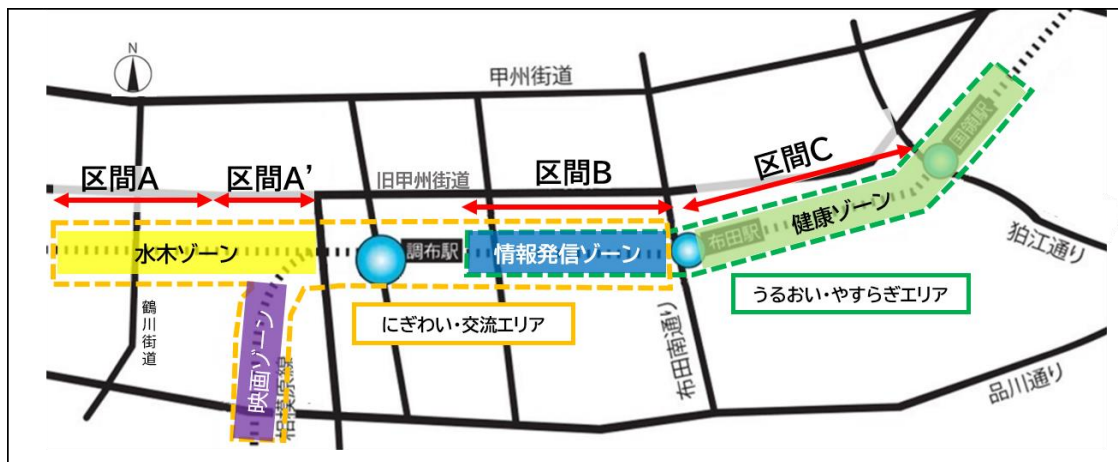 N
甲州街道
区間A
区間A’
旧甲州街道
区間B
区間C
国領駅
水木ゾーン
調布駅
情報発信ゾーン
布田駅
健康ゾーン
狛江通り
鶴川街道
映画ゾーン
相模原線
にぎわい・交流エリア
うるおい・やすらぎエリア
布田南通り
品川通り